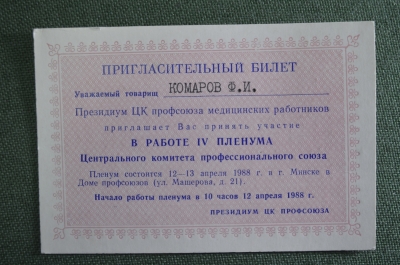 ПРИГЛАСИТЕЛЬНЫЙ БИЛЕТ
Уважаемый товарищ КОМАРОВ Ф.И.
Президиум ЦК профсоюза медицинских работников
приглашает Вас принять участие
В РАБОТЕ IV ПЛЕНУМА
Центрального комитета профессионального союза
Пленум состоится 12—13 апреля 1988 г. в г. Минске в
Доме профсоюзов (ул. Машерова, д. 21).
Начало работы пленума в 10 часов 12 апреля 1988 г.
ПРЕЗИДИУМ ЦК ПРОФСОЮЗА